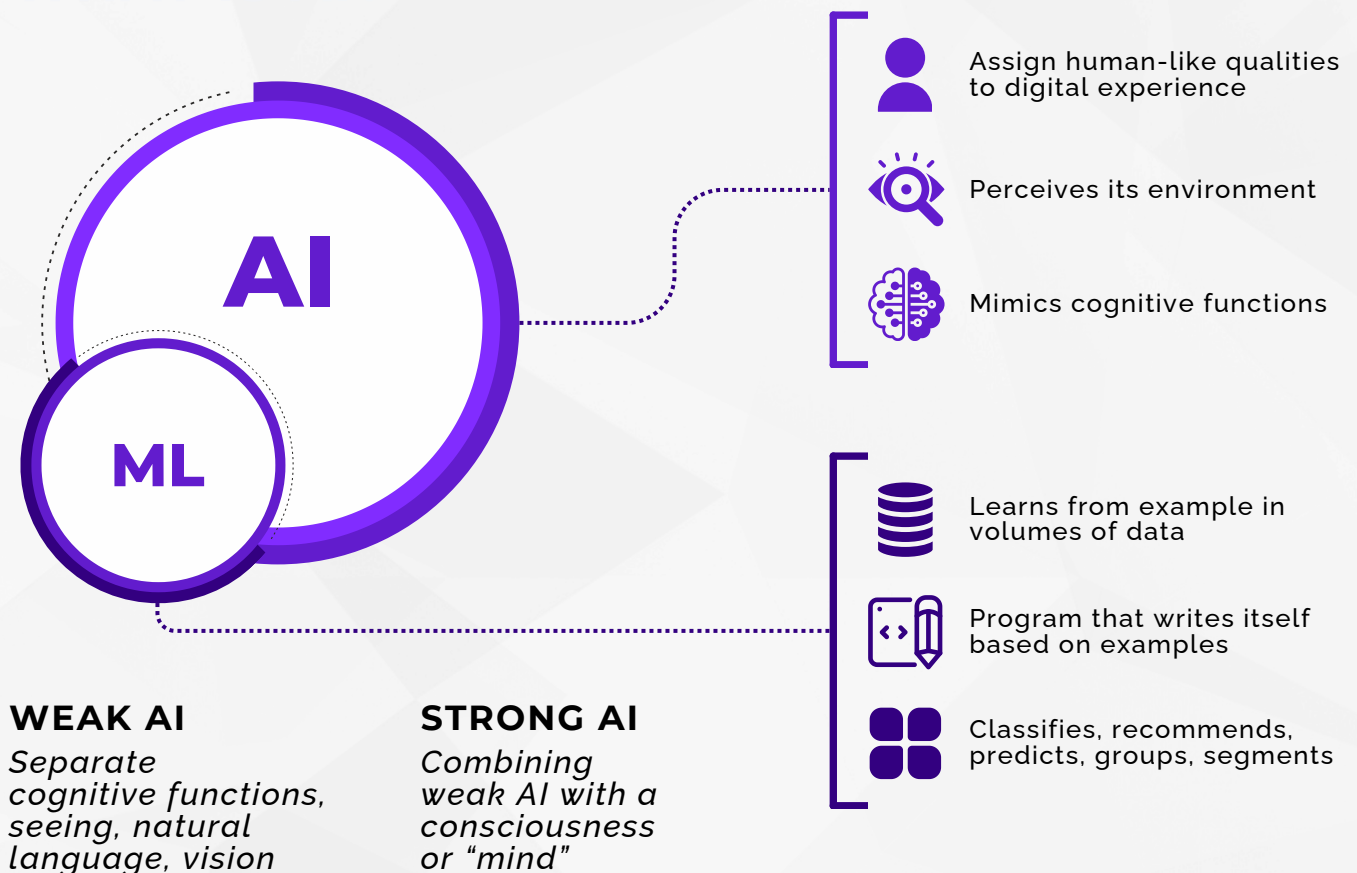 AI
Assign human-like qualities
to digital experience
Perceives its environment
Mimics cognitive functions
ML
Learns from example in
volumes of data
Program that writes itself
based on examples
Classifies, recommends,
predicts, groups, segments
WEAK AI
Separate
cognitive functions,
seeing, natural
language, vision
STRONG AI
Combining
weak AI with a
consciousness
or “mind”